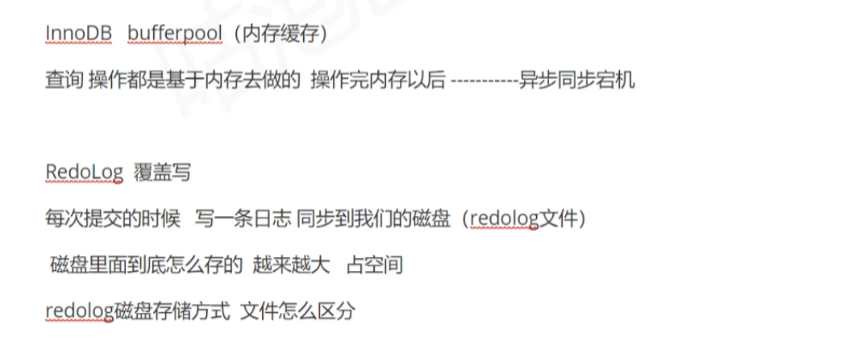 InnoDB bufferpool（内存缓存）
查询 操作都是基于内存去做的 操作完内存以后 -----------异步同步宕机
RedoLog 覆盖写
每次提交的时候 写一条日志 同步到我们的磁盘（redolog文件）
磁盘里面到底怎么存的 越来越大 占空间
redolog磁盘存储方式 文件怎么区分